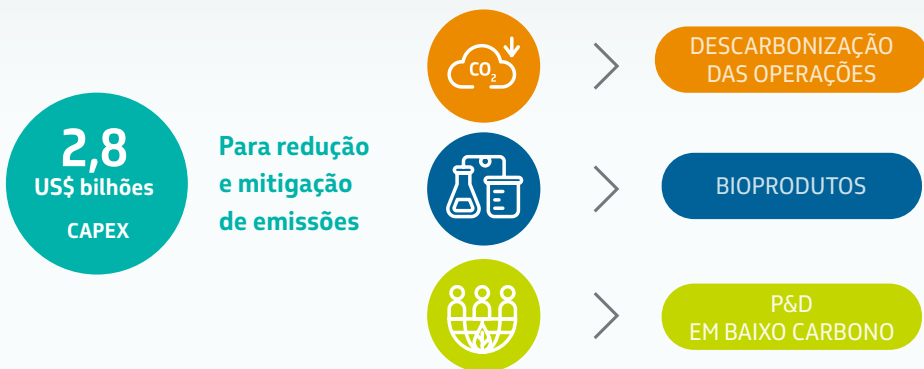 2,8
US$ bilhões
CAPEX
Para redução
e mitigação
de emissões
CO₂
DESCARBONIZAÇÃO
DAS OPERAÇÕES
BIOPRODUTOS
P&D
EM BAIXO CARBONO